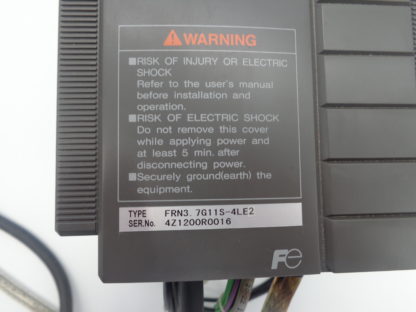 WARNING
■RISK OF INJURY OR ELECTRIC
SHOCK
Refer to the user's manual
before installation and
operation.
■RISK OF ELECTRIC SHOCK
Do not remove this cover
while applying power and
at least 5 min. after
disconnecting power.
■Securely ground(earth) the
equipment.
TYPE FRN3. 7G11S-4LE2
SER.No. 4Z1200R0016
Fe